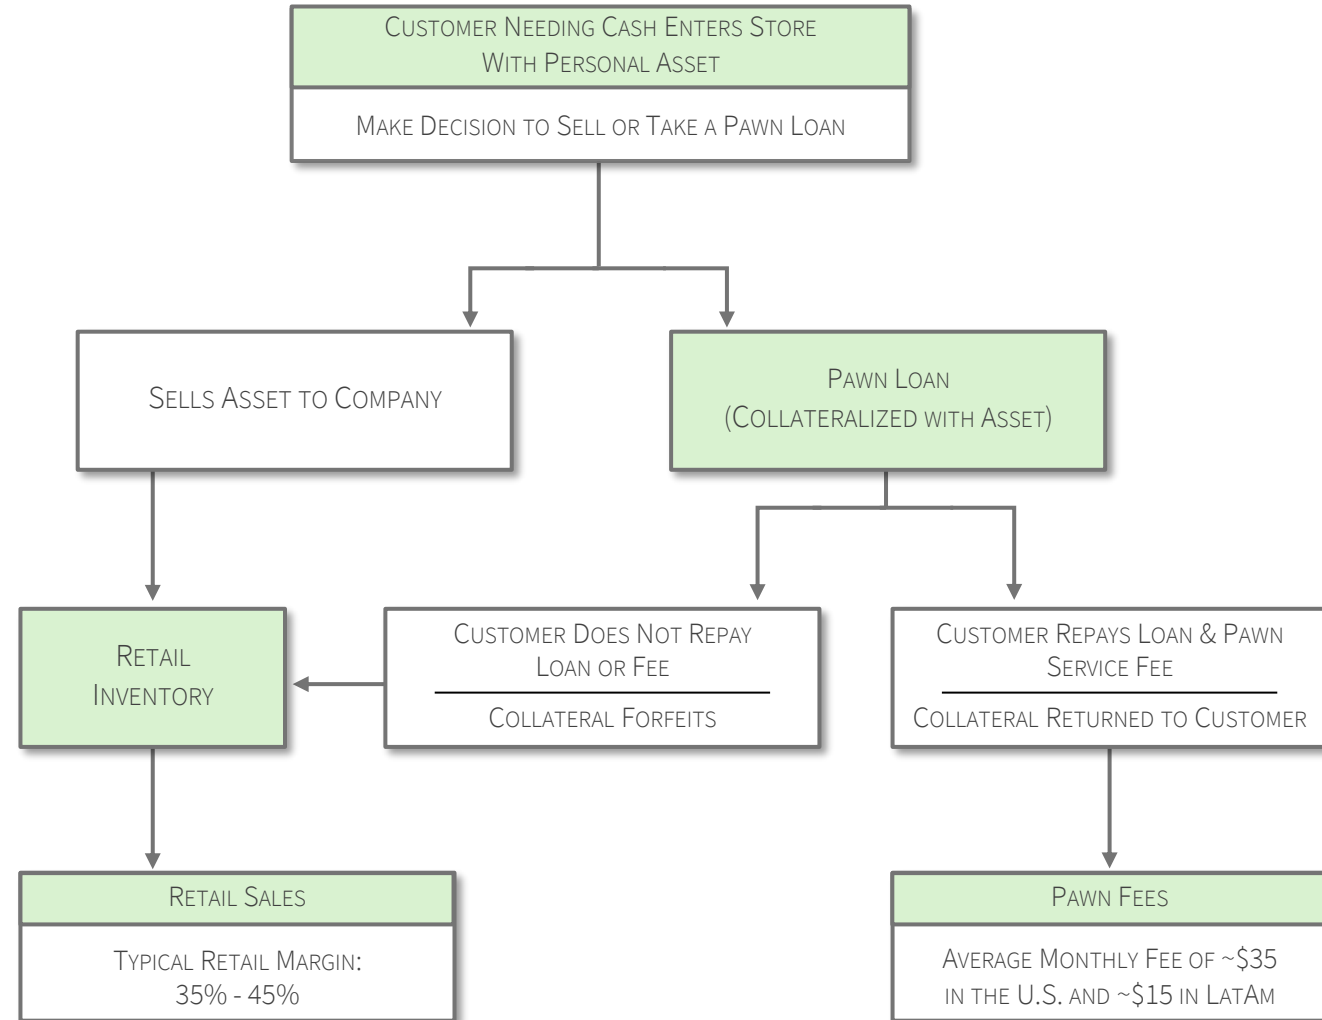 Customer Needing Cash Enters Store
With Personal Asset
Make Decision to Sell or Take a Pawn Loan
Sells Asset to Company
Pawn Loan
(Collateralized with Asset)
Retail
Inventory
Customer Does Not Repay
Loan or Fee
Collateral Forfeits
Customer Repays Loan & Pawn
Service Fee
Collateral Returned to Customer
Retail Sales
Typical Retail Margin:
35% - 45%
Pawn Fees
Average Monthly Fee of ~$35
in the U.S. and ~$15 in LatAm